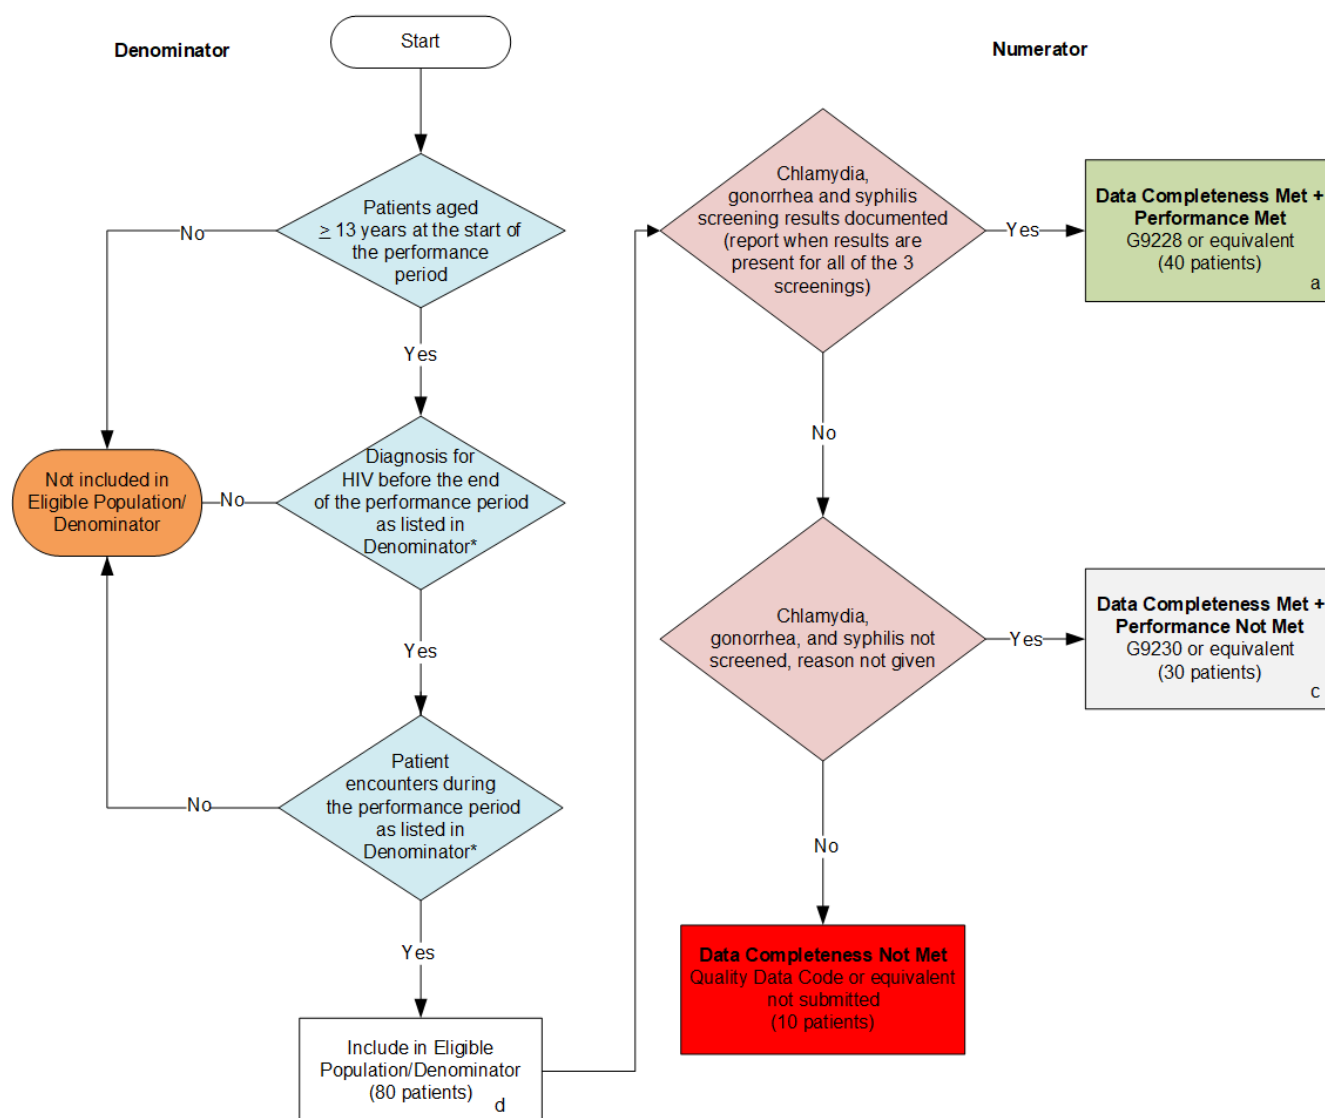 Start
Denominator
Numerator
Patients aged
≥ 13 years at the start of
the performance
period
No
Yes
Diagnosis for
HIV before the end
of the performance period
as listed in
Denominator*
No
Not included in
Eligible Population/
Denominator
Yes
Patient
encounters during
the performance period
as listed in
Denominator*
No
Yes
Include in Eligible
Population/Denominator
(80 patients)
d
Chlamydia,
gonorrhea and syphilis
screening results documented
(report when results are
present for all of the 3
screenings)
Yes
Data Completeness Met +
Performance Met
G9228 or equivalent
(40 patients)
a
No
Chlamydia,
gonorrhea, and syphilis not
screened, reason not given
Yes
Data Completeness Met +
Performance Not Met
G9230 or equivalent
(30 patients)
c
No
Data Completeness Not Met
Quality Data Code or equivalent
not submitted
(10 patients)